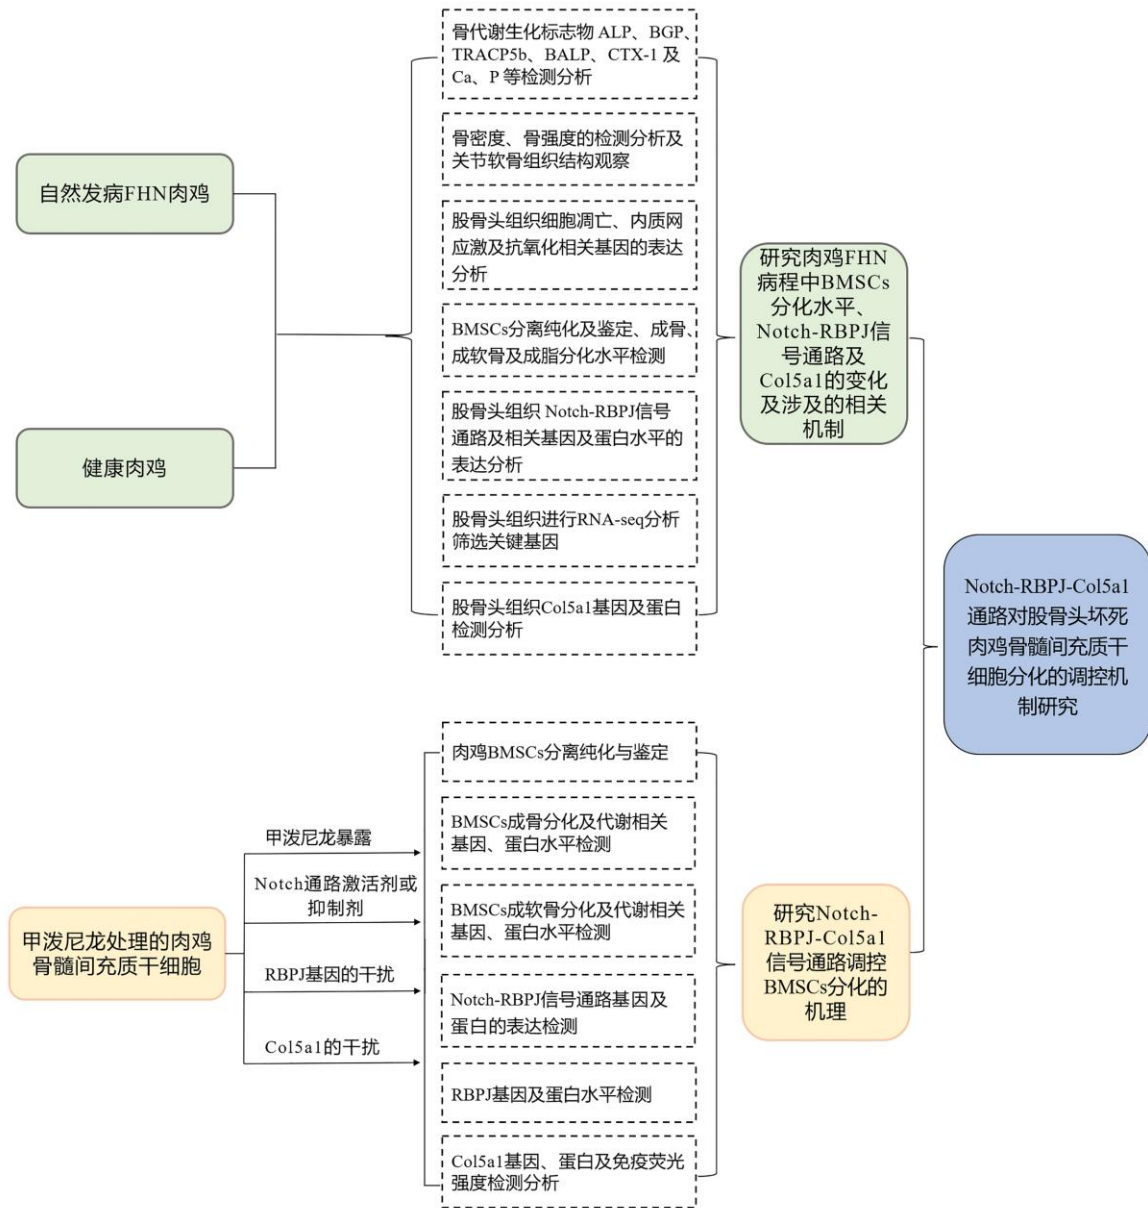 骨代谢生化标志物 ALP、BGP、
TRACP5b、BALP、CTX-1 及
Ca、P 等检测分析
骨密度、骨强度的检测分析及
关节软骨组织结构观察
自然发病FHN肉鸡
股骨头组织细胞凋亡、内质网
应激及抗氧化相关基因的表达
分析
BMSCs分离纯化及鉴定、成骨、
成软骨及成脂分化水平检测
健康肉鸡
股骨头组织 Notch-RBPJ信号
通路及相关基因及蛋白水平的
表达分析
股骨头组织进行RNA-seq分析
筛选关键基因
股骨头组织Col5a1基因及蛋白
检测分析
研究肉鸡FHN
病程中BMSCs
分化水平、
Notch-RBPJ信
号通路及
Col5a1的变化
及涉及的相关
机制
Notch-RBPJ-Col5a1
通路对股骨头坏死
肉鸡骨髓间充质干
细胞分化的调控机
制研究
甲泼尼龙处理的肉鸡
骨髓间充质干细胞
甲泼尼龙暴露
Notch通路激活剂或
抑制剂
RBPJ基因的干扰
Col5a1的干扰
肉鸡BMSCs分离纯化与鉴定
BMSCs成骨分化及代谢相关
基因、蛋白水平检测
BMSCs成软骨分化及代谢相关
基因、蛋白水平检测
Notch-RBPJ信号通路基因及
蛋白的表达检测
RBPJ基因及蛋白水平检测
Col5a1基因、蛋白及免疫荧光
强度检测分析
研究Notch-
RBPJ-Col5a1
信号通路调控
BMSCs分化的
机理